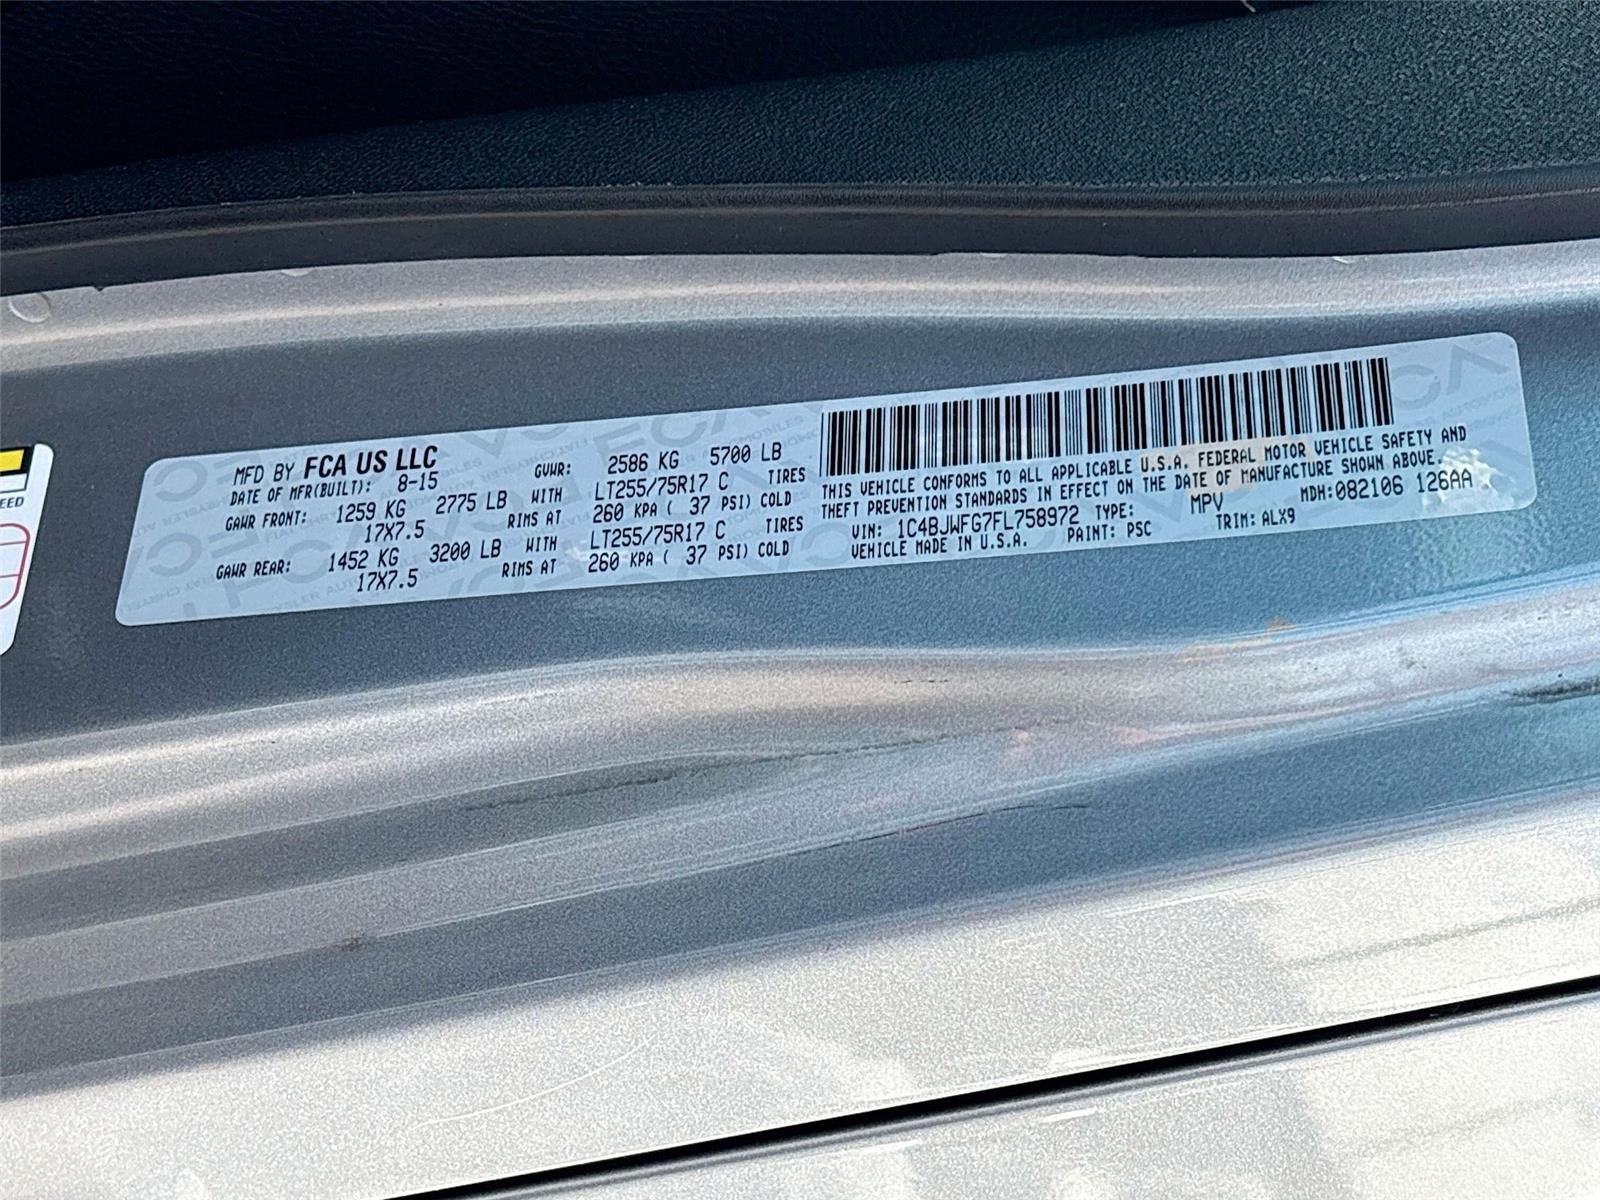 MFD BY FCA US LLC
DATE OF MFR(BUILT): 8-15 GVWR: 2586 KG 5700 LB
GAWR FRONT: 1259 KG 2775 LB WITH LT255/75R17 C TIRES
17X7.5 RIMS AT 260 KPA ( 37 PSI) COLD
GAWR REAR: 1452 KG 3200 LB WITH LT255/75R17 C TIRES
17X7.5 RIMS AT 260 KPA ( 37 PSI) COLD
THIS VEHICLE CONFORMS TO ALL APPLICABLE U.S.A. FEDERAL MOTOR VEHICLE SAFETY AND
THEFT PREVENTION STANDARDS IN EFFECT ON THE DATE OF MANUFACTURE SHOWN ABOVE.
VIN: 1C4BJWFG7FL758972 TYPE: MPV MDH:082106 126AA
VEHICLE MADE IN U.S.A. PAINT: PSC TRIM: ALX9
EED